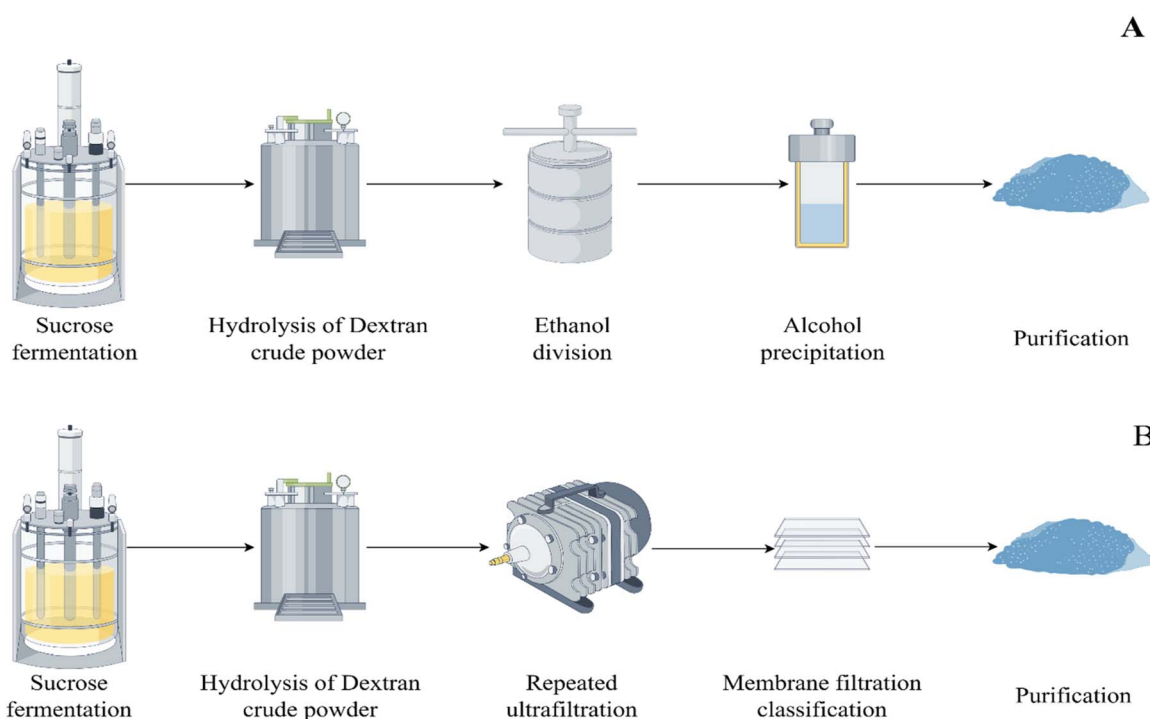 A
Sucrose
fermentation
Hydrolysis of Dextran
crude powder
Ethanol
division
Alcohol
precipitation
Purification
B
Sucrose
fermentation
Hydrolysis of Dextran
crude powder
Repeated
ultrafiltration
Membrane filtration
classification
Purification